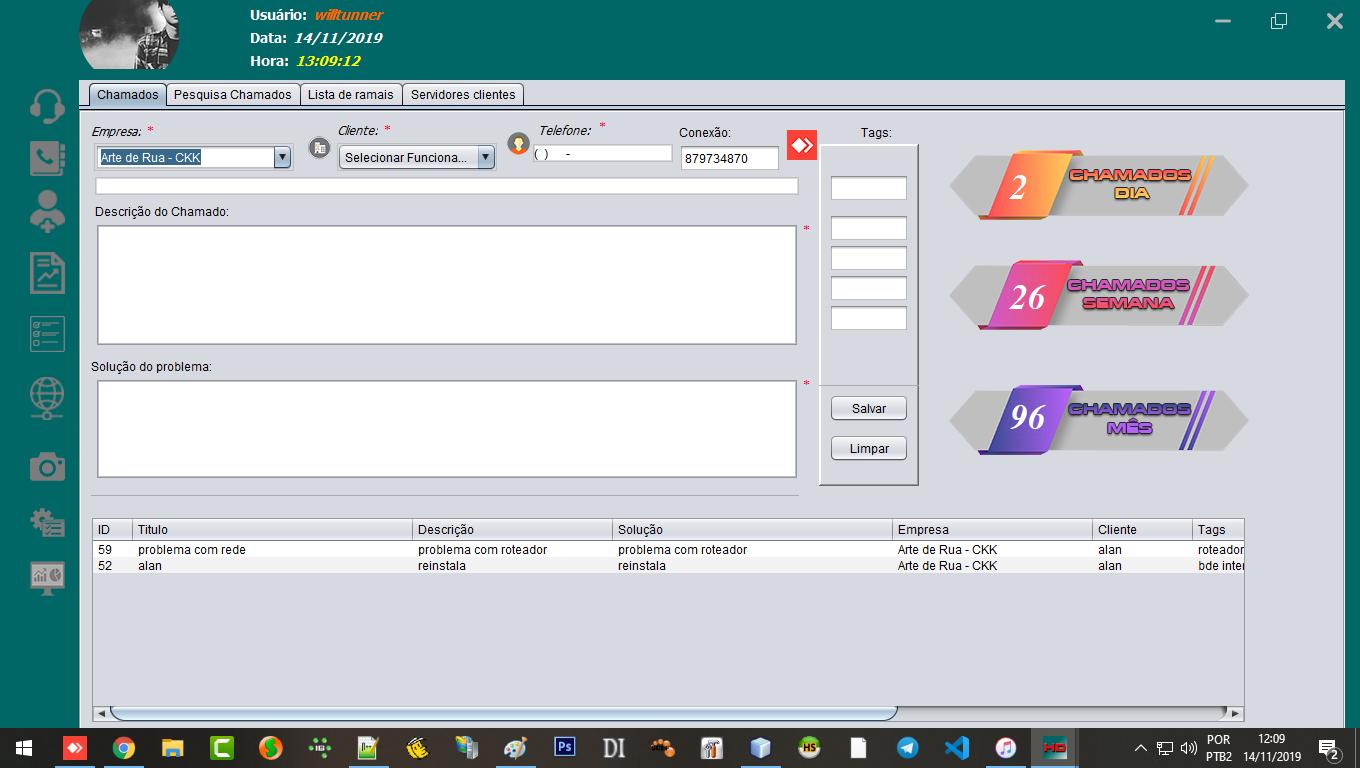 Usuário: willtunner
Data: 14/11/2019
Hora: 13:09:12
Chamados Pesquisa Chamados Lista de ramais Servidores clientes
Empresa: * Cliente: * Telefone: * Conexão: Tags:
Arte de Rua - CKK Selecionar Funciona... ( ) - 879734870
2 CHAMADOS
DIA
Descrição do Chamado:
*
26 CHAMADOS
SEMANA
Solução do problema:
*
96 CHAMADOS
MÊS
Salvar
Limpar
ID Titulo Descrição Solução Empresa Cliente Tags
59 problema com rede problema com roteador problema com roteador Arte de Rua - CKK alan roteador
52 alan reinstala reinstala Arte de Rua - CKK alan bde inter
Ps DI HS HD
POR 12:09
PTB2 14/11/2019 2